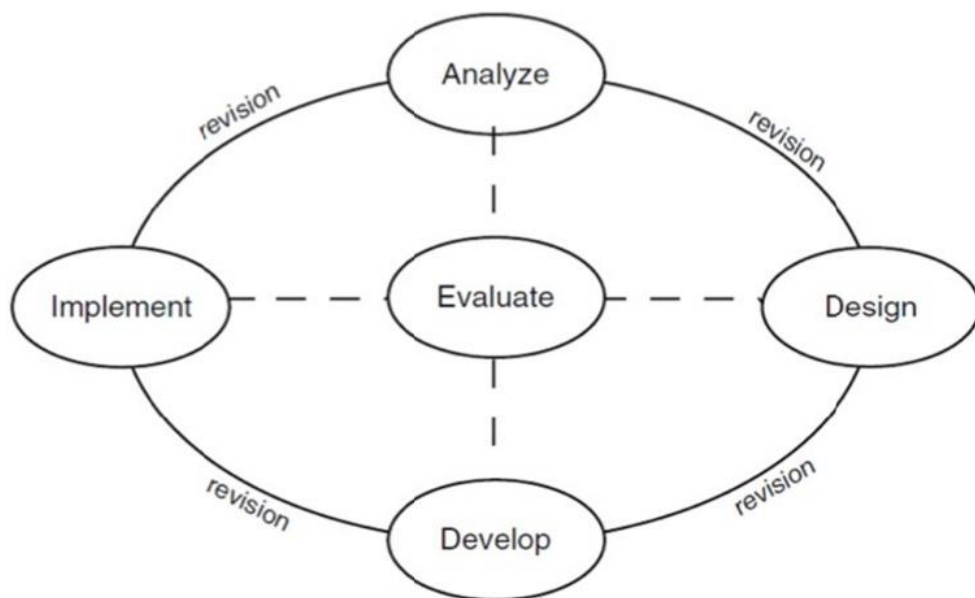 Analyze
revision
revision
Implement
Evaluate
Design
revision
revision
Develop